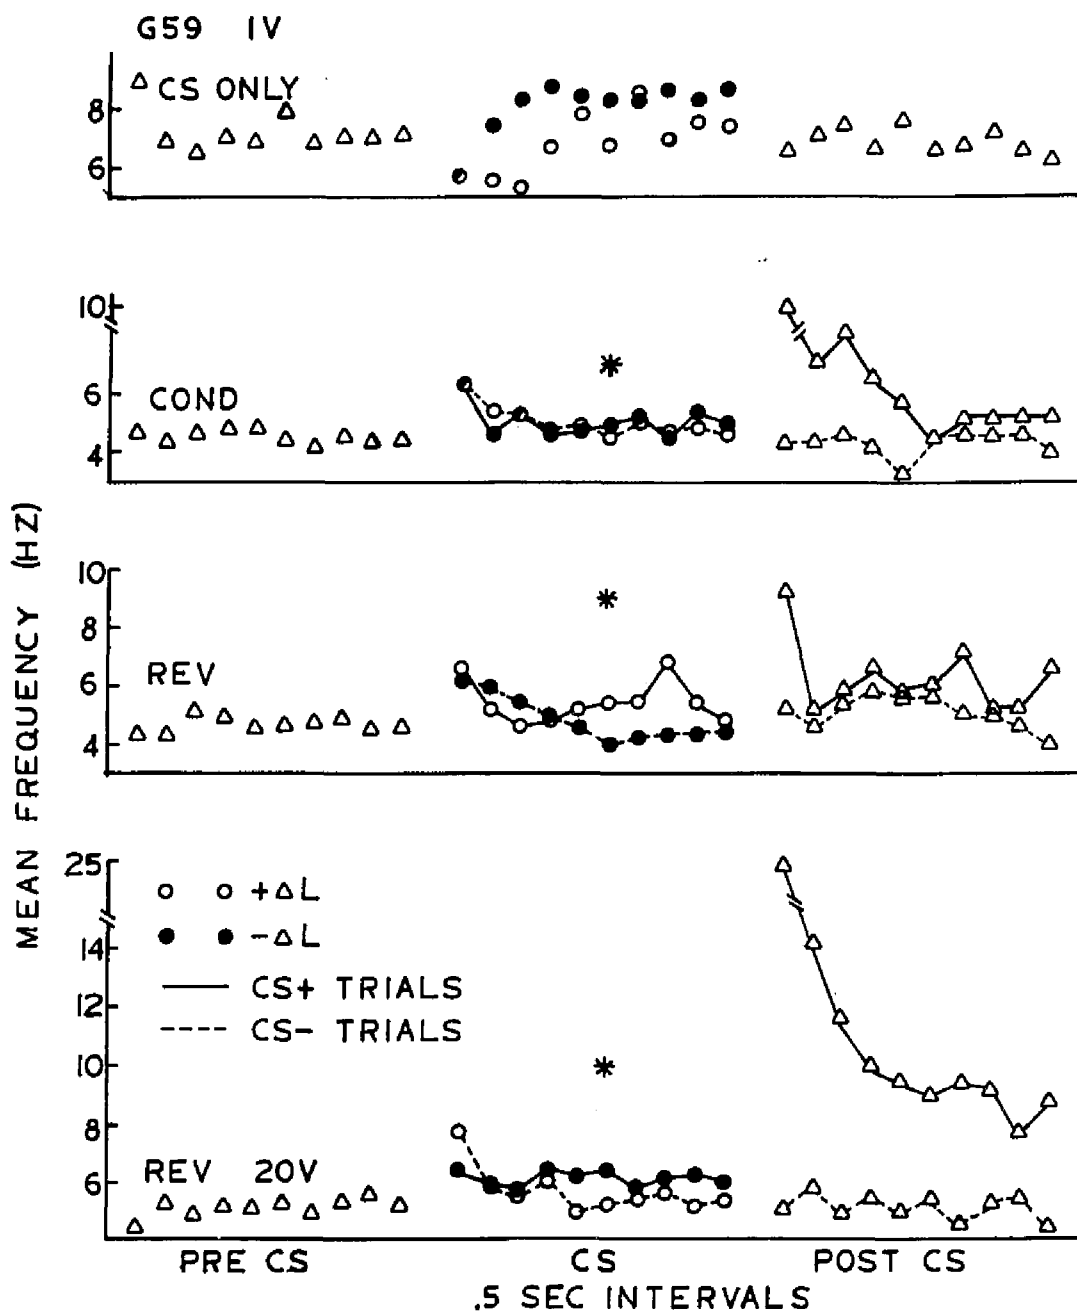 G59 IV
CS ONLY
8
6
10
COND
6
4
10
8
REV
6
4
25
+ΔL
-ΔL
14
CS+ TRIALS
CS- TRIALS
12
10
8
REV 20V
6
PRE CS
CS
POST CS
.5 SEC INTERVALS
MEAN FREQUENCY (HZ)